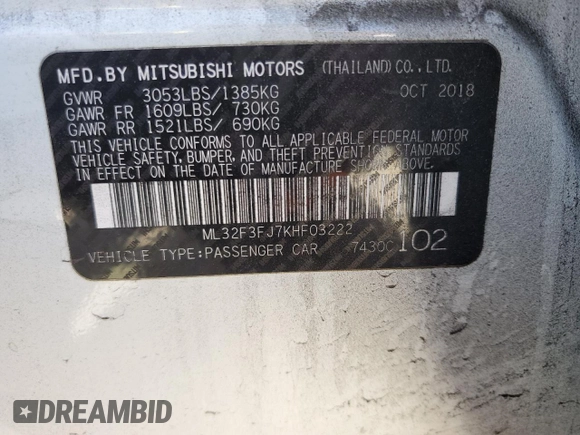 MFD.BY MITSUBISHI MOTORS (THAILAND)CO.,LTD.
GVWR 3053LBS/1385KG OCT 2018
GAWR FR 1609LBS/ 730KG
GAWR RR 1521LBS/ 690KG
THIS VEHICLE CONFORMS TO ALL APPLICABLE FEDERAL MOTOR
VEHICLE SAFETY, BUMPER, AND THEFT PREVENTION STANDARDS
IN EFFECT ON THE DATE OF MANUFACTURE SHOWN ABOVE.
ML32F3FJ7KHF03222
VEHICLE TYPE:PASSENGER CAR 7430C 102
DREAMBID